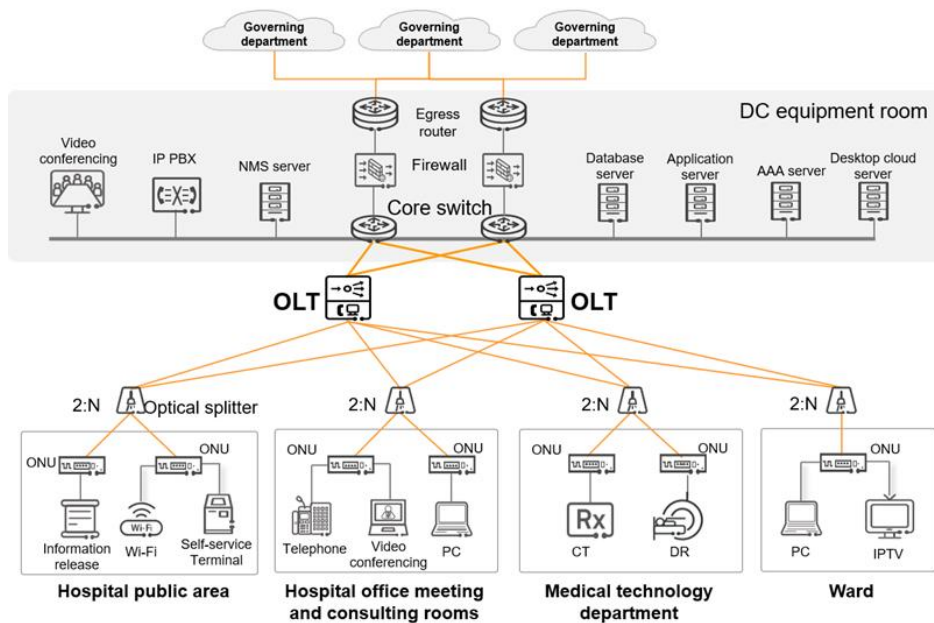 Governing
department
Governing
department
Governing
department
DC equipment room
Egress
router
Video
conferencing
IP PBX
NMS server
Firewall
Database
server
Application
server
AAA server
Desktop cloud
server
Core switch
OLT
OLT
2:N
Optical splitter
2:N
2:N
2:N
ONU
ONU
ONU
ONU
ONU
ONU
ONU
Wi-Fi
Rx
Information
release
Wi-Fi
Self-service
Terminal
Telephone
Video
conferencing
PC
CT
DR
PC
IPTV
Hospital public area
Hospital office meeting
and consulting rooms
Medical technology
department
Ward